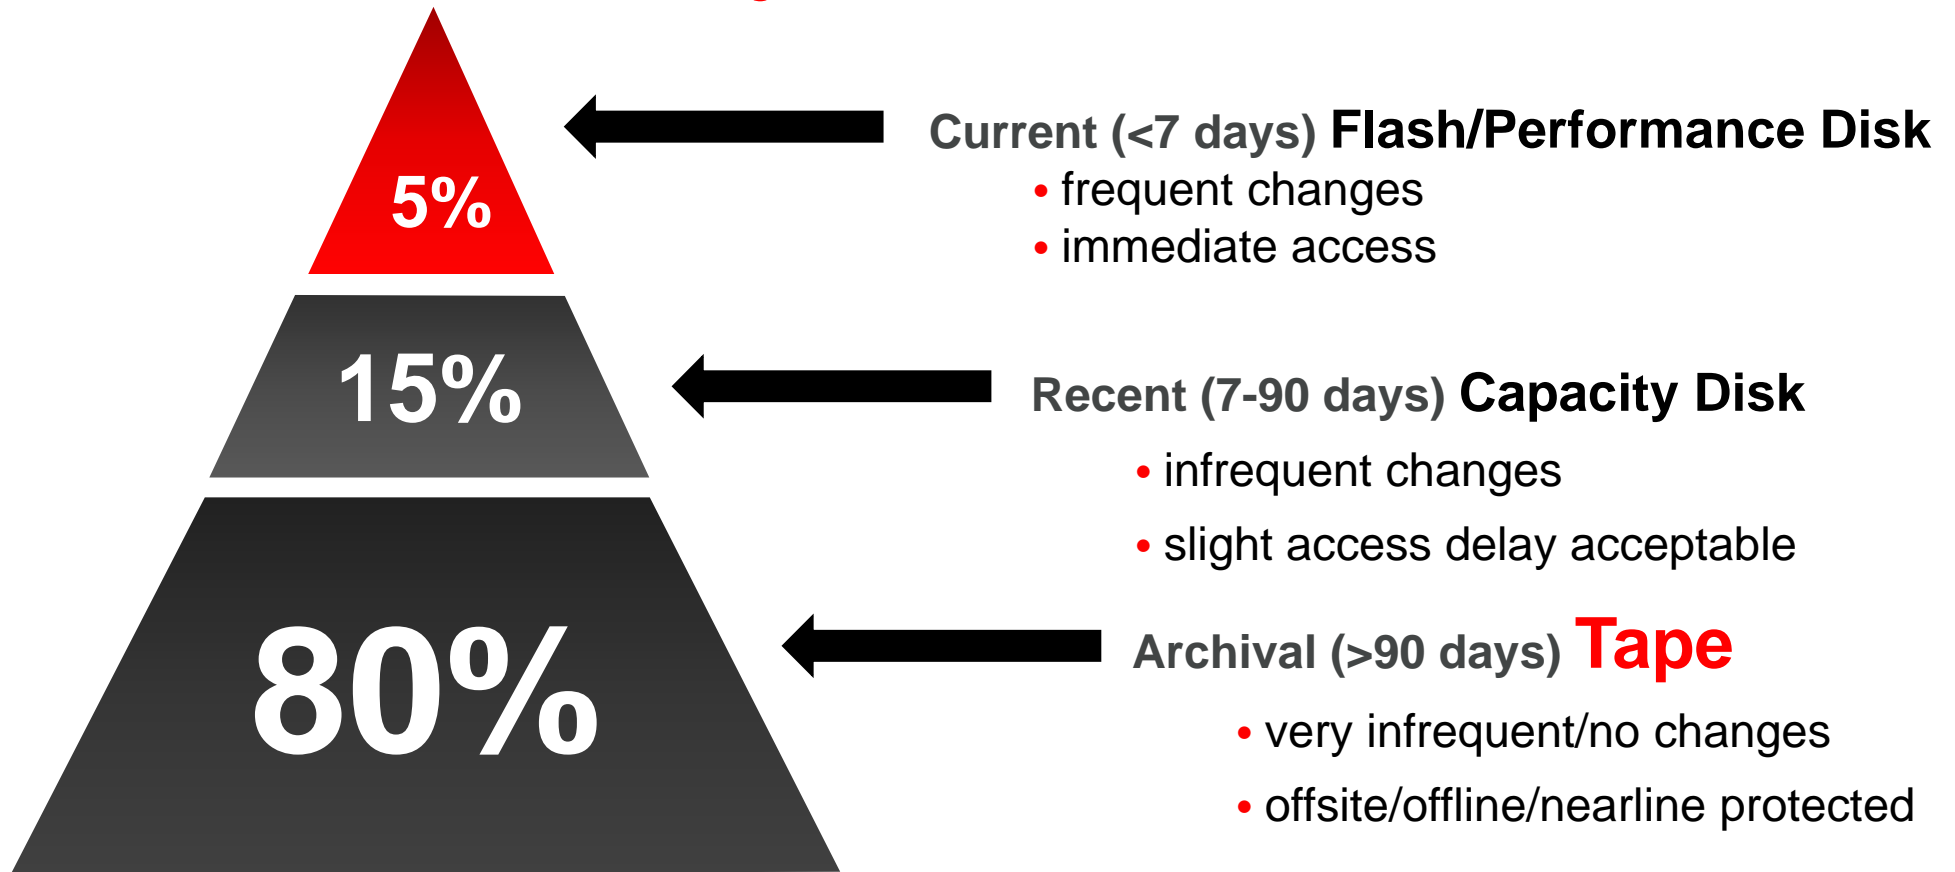 5%
Current (<7 days) Flash/Performance Disk
• frequent changes
• immediate access
15%
Recent (7-90 days) Capacity Disk
• infrequent changes
• slight access delay acceptable
80%
Archival (>90 days) Tape
• very infrequent/no changes
• offsite/offline/nearline protected